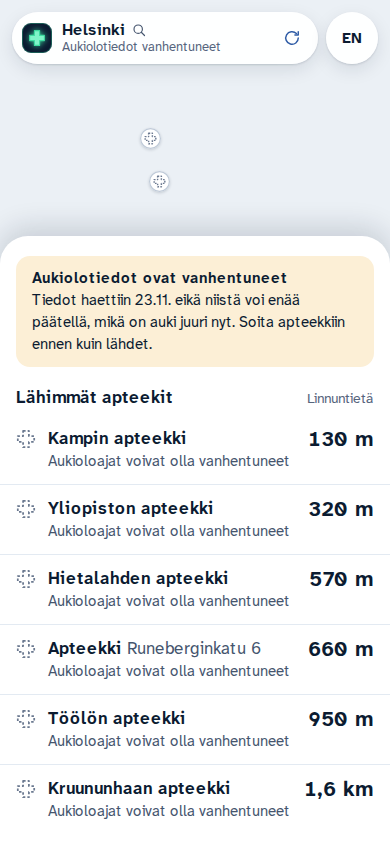 Helsinki
Aukiolotiedot vanhentuneet
EN
Aukiolotiedot ovat vanhentuneet
Tiedot haettiin 23.11. eikä niistä voi enää
päätellä, mikä on auki juuri nyt. Soita apteekkiin
ennen kuin lähdet.
Lähimmät apteekit
Linnuntietä
Kampin apteekki
130 m
Aukioloajat voivat olla vanhentuneet
Yliopiston apteekki
320 m
Aukioloajat voivat olla vanhentuneet
Hietalahden apteekki
570 m
Aukioloajat voivat olla vanhentuneet
Apteekki Runeberginkatu 6
660 m
Aukioloajat voivat olla vanhentuneet
Töölön apteekki
950 m
Aukioloajat voivat olla vanhentuneet
Kruununhaan apteekki
1,6 km
Aukioloajat voivat olla vanhentuneet